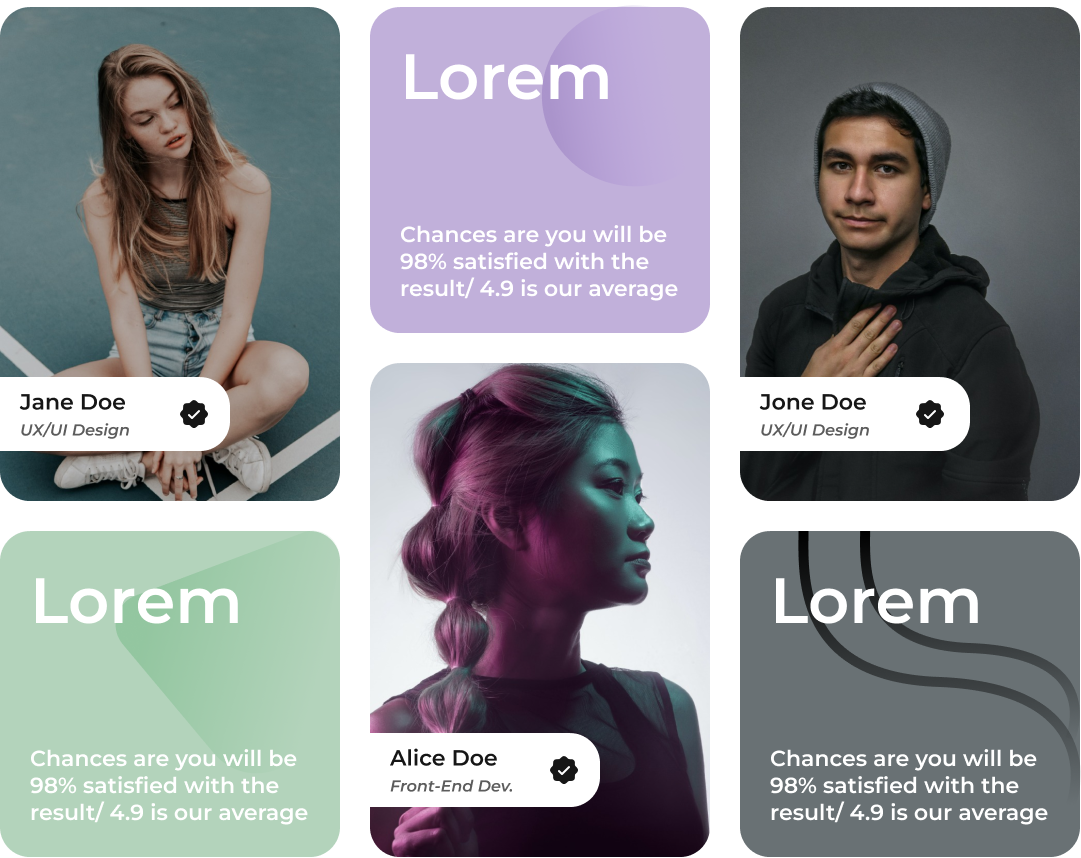 Jane Doe
UX/UI Design
Lorem
Chances are you will be
98% satisfied with the
result/ 4.9 is our average
Lorem
Chances are you will be
98% satisfied with the
result/ 4.9 is our average
Alice Doe
Front-End Dev.
Jone Doe
UX/UI Design
Lorem
Chances are you will be
98% satisfied with the
result/ 4.9 is our average